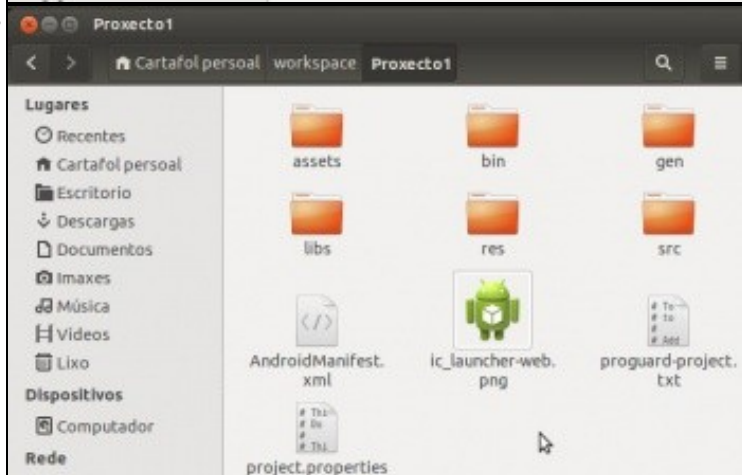 Proxecto1
Cartafol persoal workspace Proxecto1
Lugares
Recentes
Cartafol persoal
Escritorio
Descargas
Documentos
Imaxes
Música
Vídeos
Lixo
Dispositivos
Computador
Rede
assets bin gen
libs res src
AndroidManifest.
xml
ic_launcher-web.
png
proguard-project.
txt
project.properties